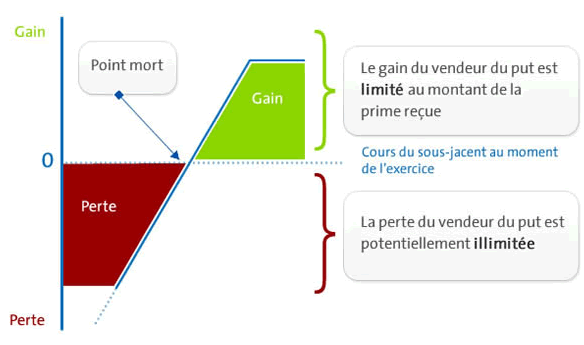 Gain
Point mort
Gain
Le gain du vendeur du put est
limité au montant de la
prime reçue
0
Cours du sous-jacent au moment
de l'exercice
Perte
La perte du vendeur du put est
potentiellement illimitée
Perte